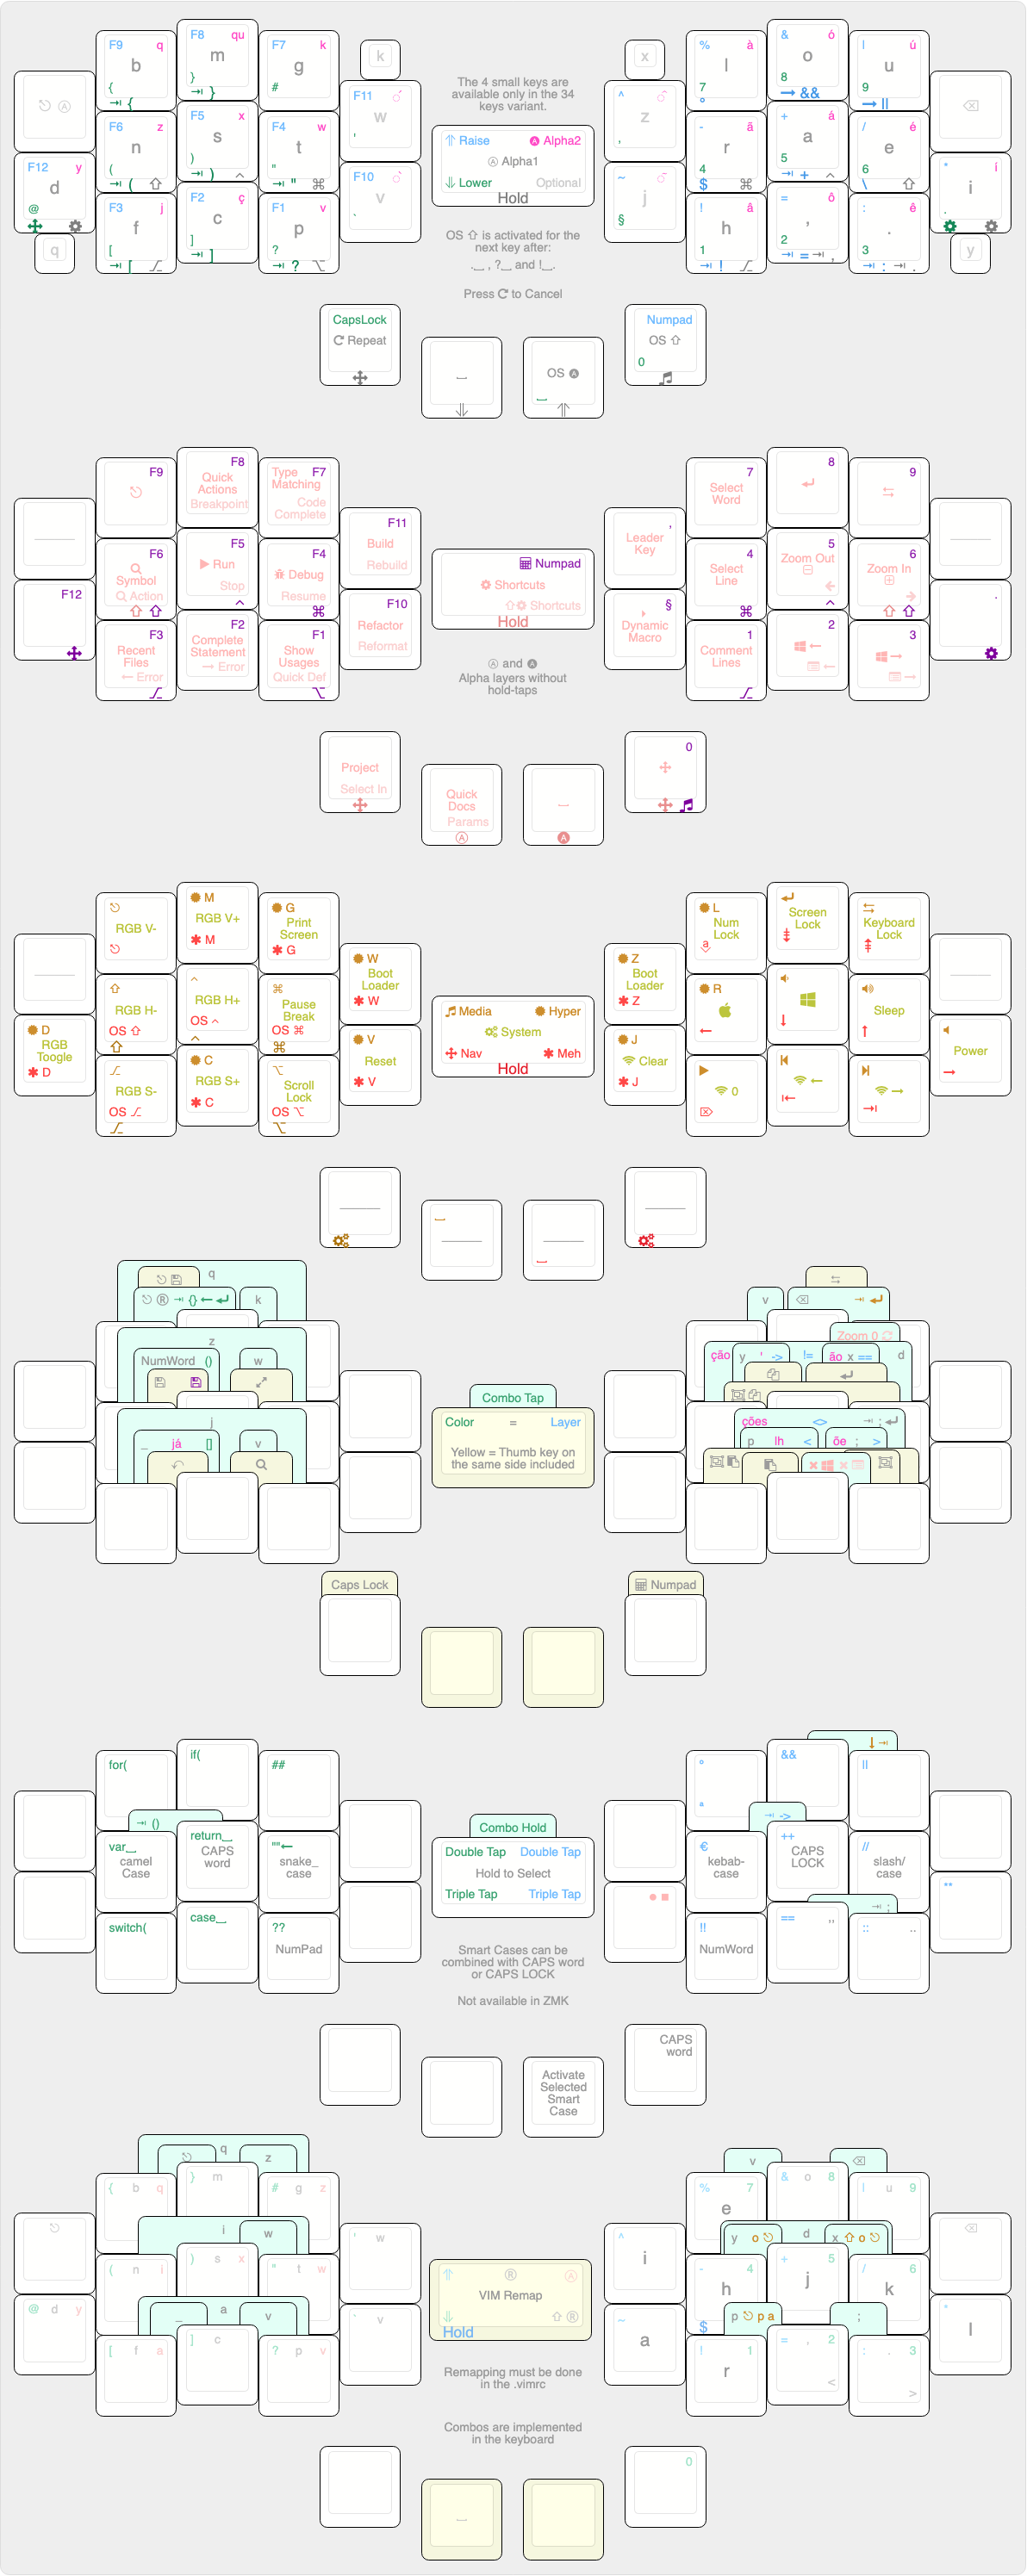 F9 q
b
{
⇥ {
F8 qu
m
}
⇥ }
F7 k
g
#
k
Ⓐ
F11
w
'
F6 z
n
(
⇥ (
F5 x
s
)
⇥ )
F4 w
t
"
⇥ "
F12 y
d
@
F10
v
`
F3 j
f
[
⇥ [
F2 ç
c
]
⇥ ]
F1 v
p
?
⇥ ?
q
The 4 small keys are
available only in the 34
keys variant.
Raise Alpha2
Ⓐ Alpha1
Lower Optional
Hold
OS ⇧ is activated for the
next key after:
.⎵ , ?⎵ and !⎵.
Press to Cancel
x
% à
l
7
°
& ó
o
8
→ &&
| ú
u
9
→ ||
^
z
,
- ã
r
4
$
+ á
a
5
⇥ +
/ é
e
6
\
~
j
§
* í
i
.
! â
h
1
⇥ !
= ô
,
2
⇥ = ⇥ ,
: ê
.
3
⇥ : ⇥ .
y
CapsLock
Repeat
OS
Numpad
OS ⇧
0
F9
F8
Quick
Actions
Breakpoint
Type F7
Matching
Code
Complete
F11
Build
Rebuild
F6
Symbol
Action
F5
Run
Stop
F4
Debug
Resume
F12
F10
Refactor
Reformat
F3
Recent
Files
← Error
F2
Complete
Statement
→ Error
F1
Show
Usages
Quick Def
Numpad
Shortcuts
⇧ Shortcuts
Hold
Ⓐ and 🅐
Alpha layers without
hold-taps
7
Select
Word
8
9
,
Leader
Key
4
Select
Line
5
Zoom Out
6
Zoom In
§
Dynamic
Macro
.
1
Comment
Lines
2
3
Project
Select In
Quick
Docs
Params
Ⓐ
0
RGB V-
M
RGB V+
M
G
Print
Screen
G
W
Boot
Loader
W
RGB H-
OS ⇧
RGB H+
OS ^
Pause
Break
OS ⌘
D
RGB
Toogle
D
V
Reset
V
RGB S-
OS
C
RGB S+
C
Scroll
Lock
OS ⌥
Media Hyper
System
Nav Meh
Hold
L
Num
Lock
a
Screen
Lock
Keyboard
Lock
Z
Boot
Loader
Z
R
Sleep
J
Clear
J
Power
0
←
→
q
® ⇥ {} ←
k
z
NumWord ()
w
j
_ já []
v
Combo Tap
Color = Layer
Yellow = Thumb key on
the same side included
v
Zoom 0
ção y ' -> != ão x == d
ções <> ⇥ ;
p lh < õe ; >
Caps Lock
Numpad
for(
if(
##
⇥ ()
var⎵
camel
Case
return⎵
CAPS
word
""←
snake_
case
switch(
case⎵
??
NumPad
Combo Hold
Double Tap Double Tap
Hold to Select
Triple Tap Triple Tap
Smart Cases can be
combined with CAPS word
or CAPS LOCK
Not available in ZMK
°
ª
&&
||
⇥ ->
€
kebab-
case
++
CAPS
LOCK
//
slash/
case
**
⇥ ;
!!
NumWord
== ,,
:: ..
Activate
Selected
Smart
Case
CAPS
word
q
z
{ b q
} m
# g z
i
w
' w
( n i
) s x
" t w
@ d y
_ a v
` v
[ f a
] c
? p v
® Ⓐ
VIM Remap
⇧ ®
Hold
Remapping must be done
in the .vimrc
Combos are implemented
in the keyboard
v
% 7
e
& o 8
| u 9
y o d x ⇧ o
^
i
- 4
h
$
+ 5
j
/ 6
k
~
a
p p a ;
*
l
! 1
r
= , 2
<
: . 3
>
0